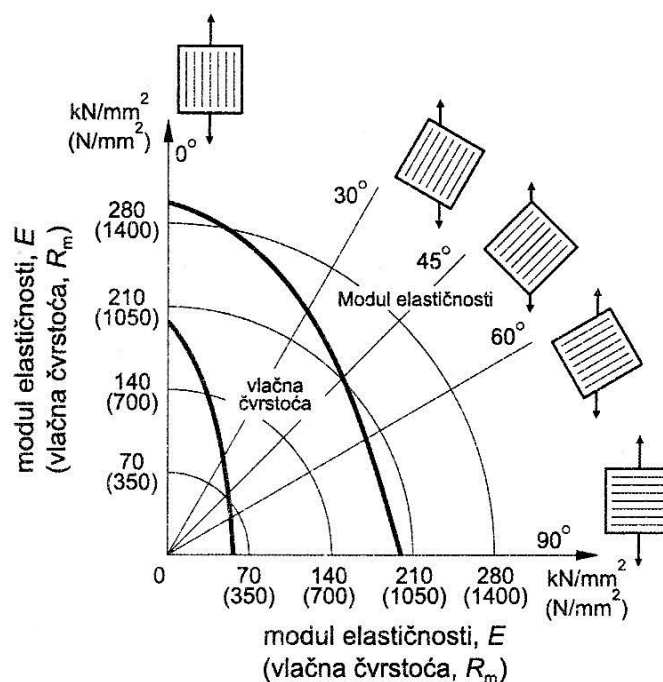 kN/mm²
(N/mm²)
0°
30°
45°
60°
90°
modul elastičnosti, E
(vlačna čvrstoća, Rm)
280
(1400)
210
(1050)
140
(700)
70
(350)
Modul elastičnosti
vlačna
čvrstoća
0
70
(350)
140
(700)
210
(1050)
280
(1400)
kN/mm²
(N/mm²)
modul elastičnosti, E
(vlačna čvrstoća, Rm)